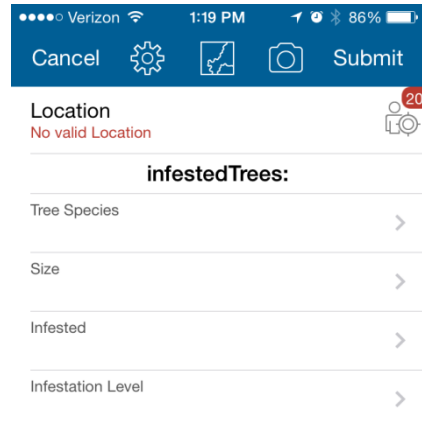 Verizon 1:19 PM 86%
Cancel Submit
Location
No valid Location
20
infestedTrees:
Tree Species
Size
Infested
Infestation Level